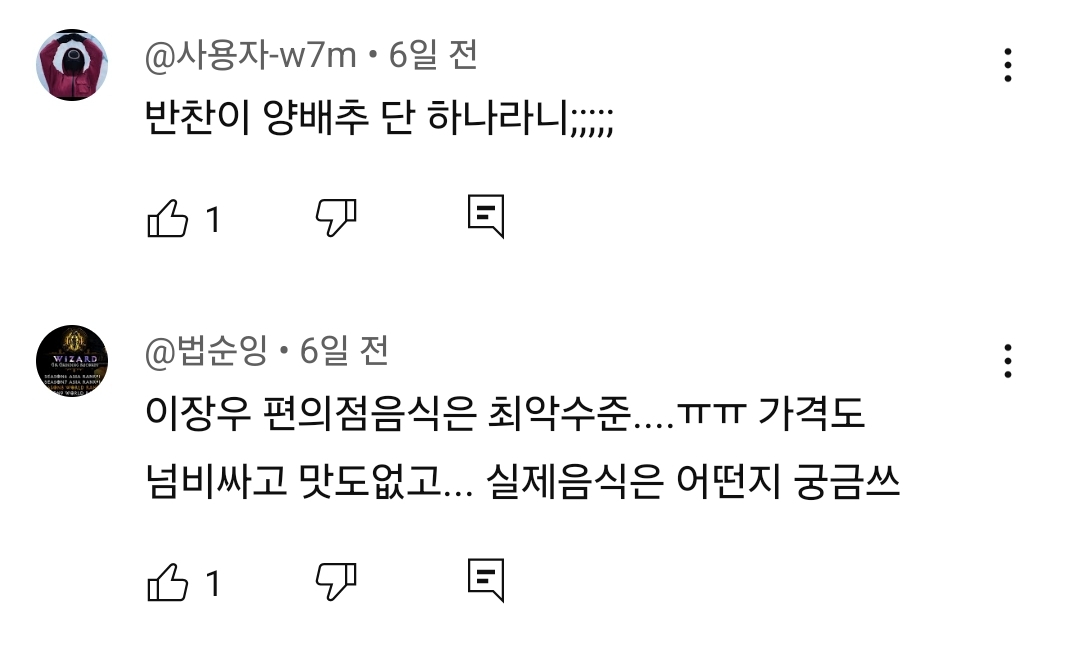 @사용자-w7m • 6일 전
반찬이 양배추 단 하나라니;;;;;
1
@법순잉 • 6일 전
WIZARD
이장우 편의점음식은 최악수준....ㅠㅠ 가격도
넘비싸고 맛도없고... 실제음식은 어떤지 궁금쓰
1